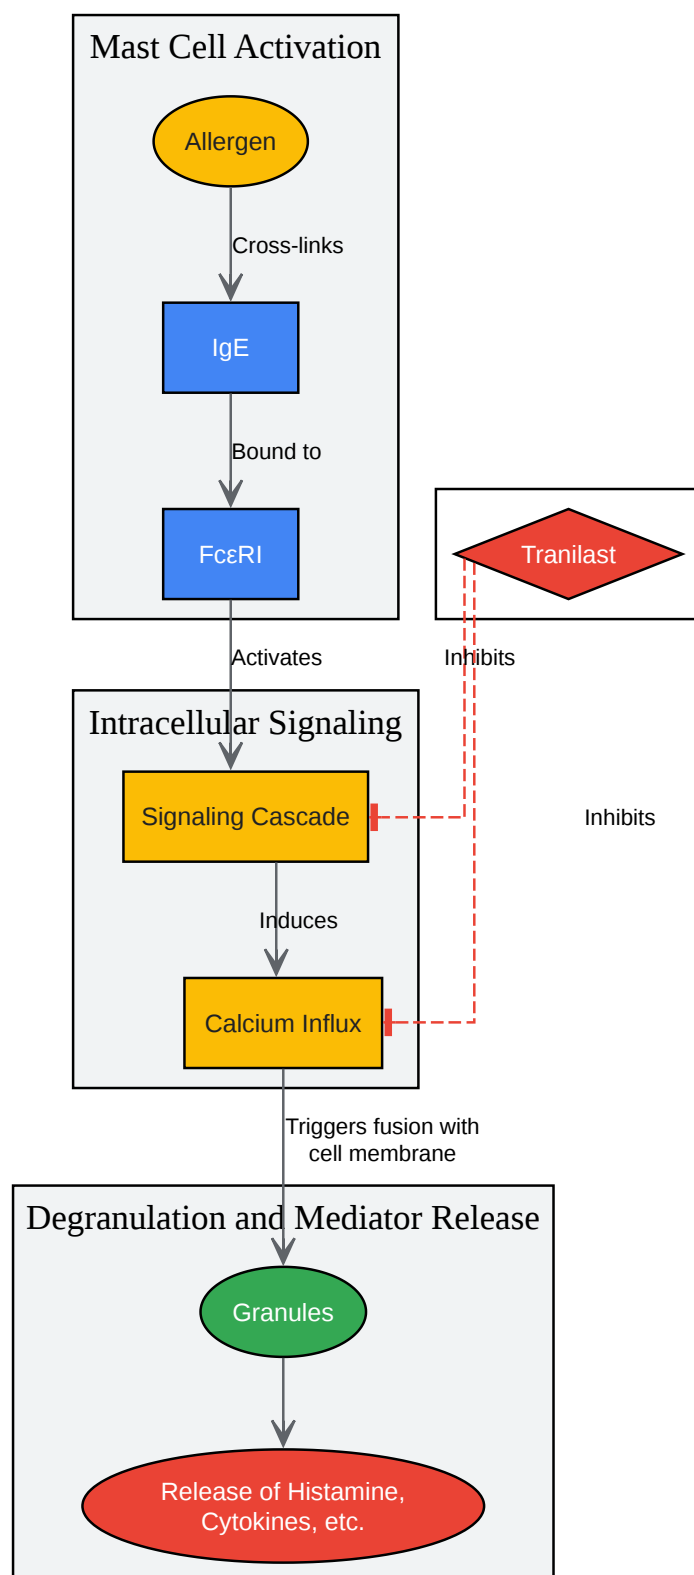 Mast Cell Activation
Allergen
Cross-links
IgE
Bound to
FcεRI
Tranilast
Activates
Inhibits
Intracellular Signaling
Signaling Cascade
Inhibits
Induces
Calcium Influx
Triggers fusion with
cell membrane
Degranulation and Mediator Release
Granules
Release of Histamine,
Cytokines, etc.